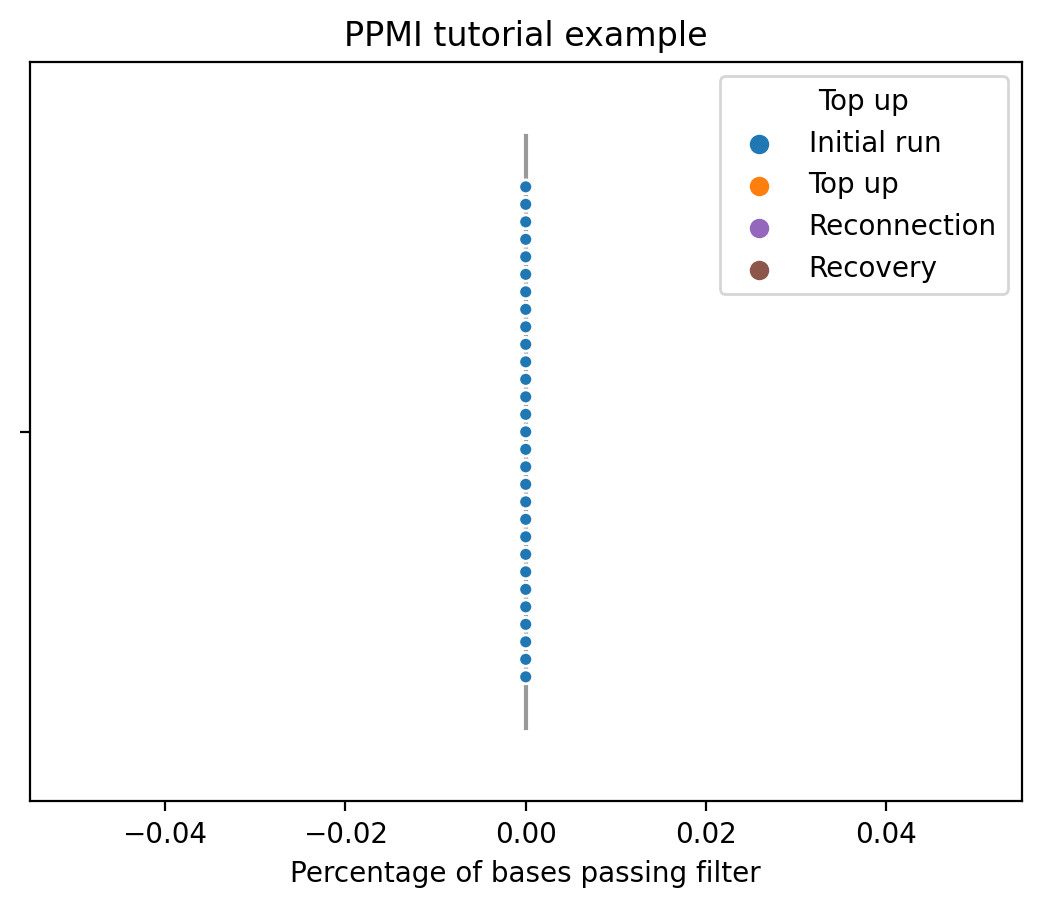 PPMI tutorial example
Top up
Initial run
Top up
Reconnection
Recovery
−0.04 −0.02 0.00 0.02 0.04
Percentage of bases passing filter